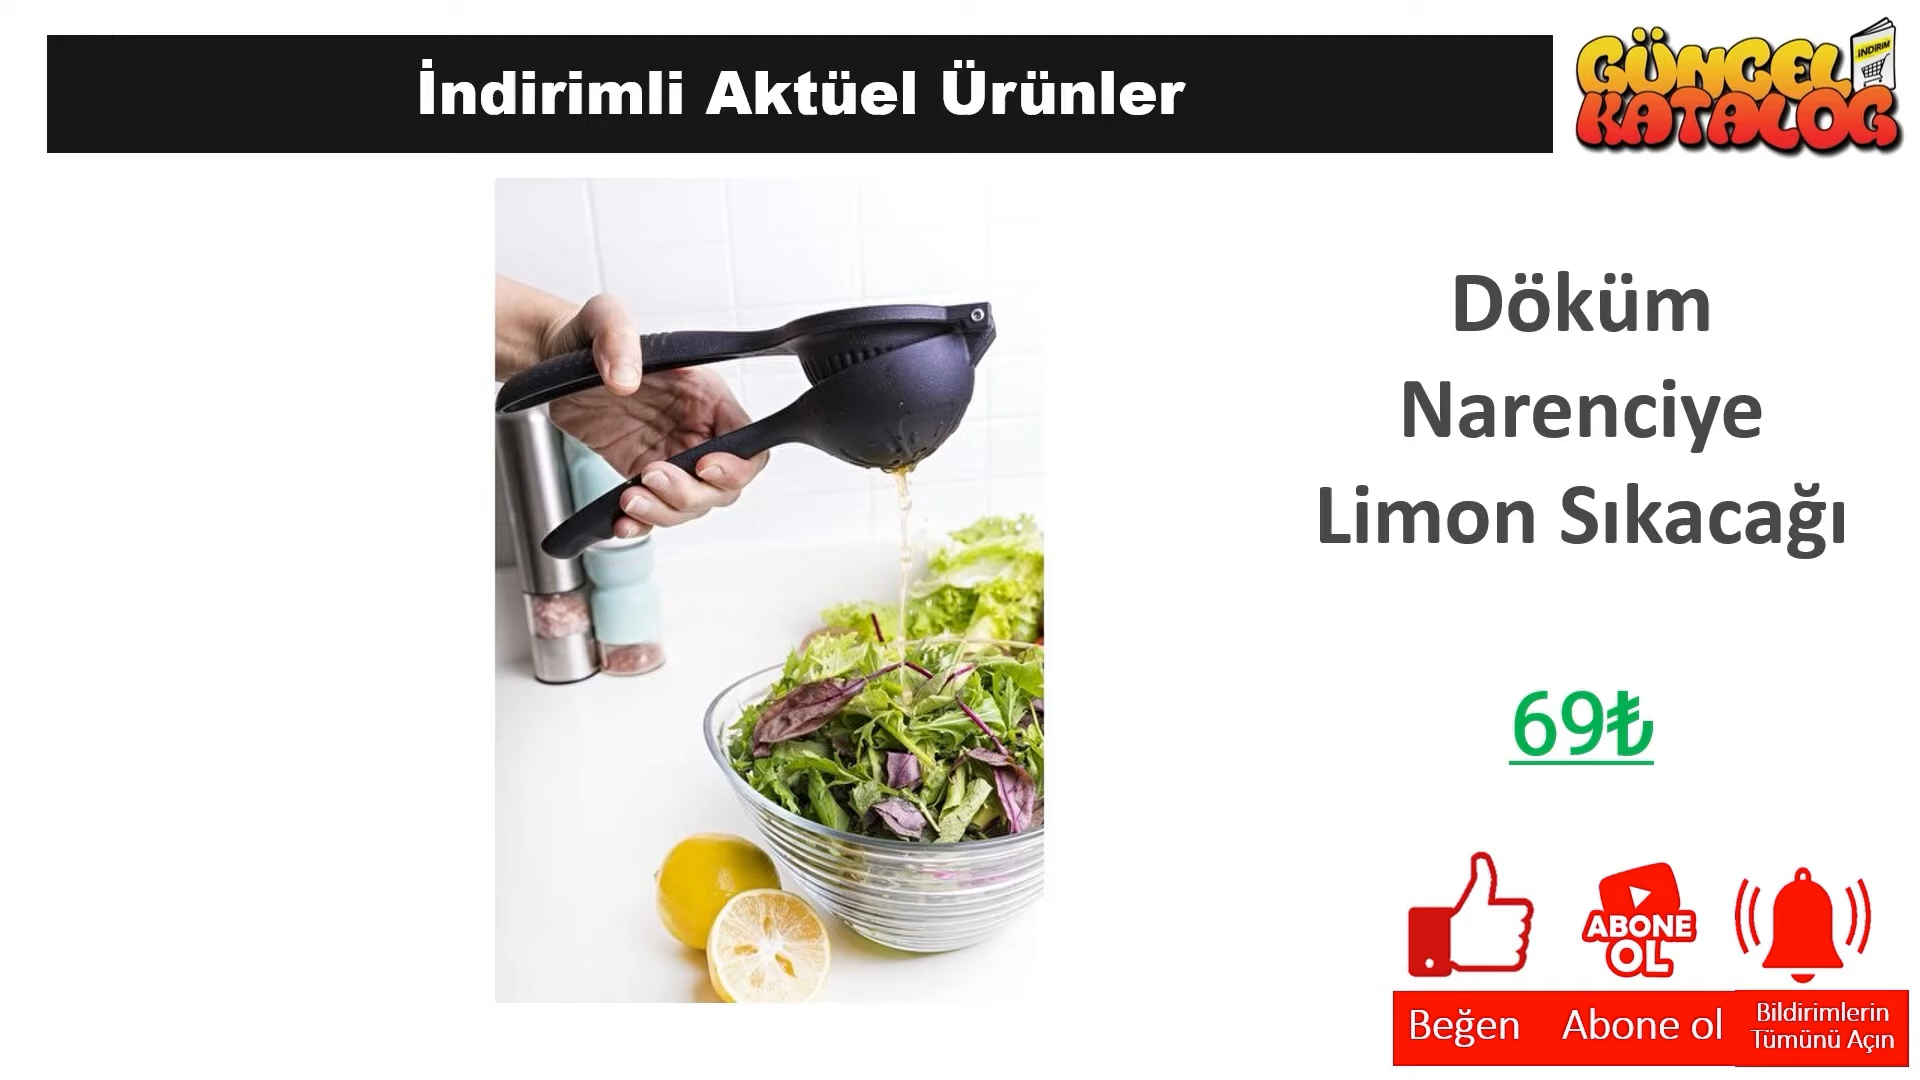 İndirimli Aktüel Ürünler
GÜNCEL
İNDİRİM
KATALOG
Döküm
Narenciye
Limon Sıkacağı
69₺
ABONE
OL
Beğen
Abone ol
Bildirimlerin
Tümünü Açın